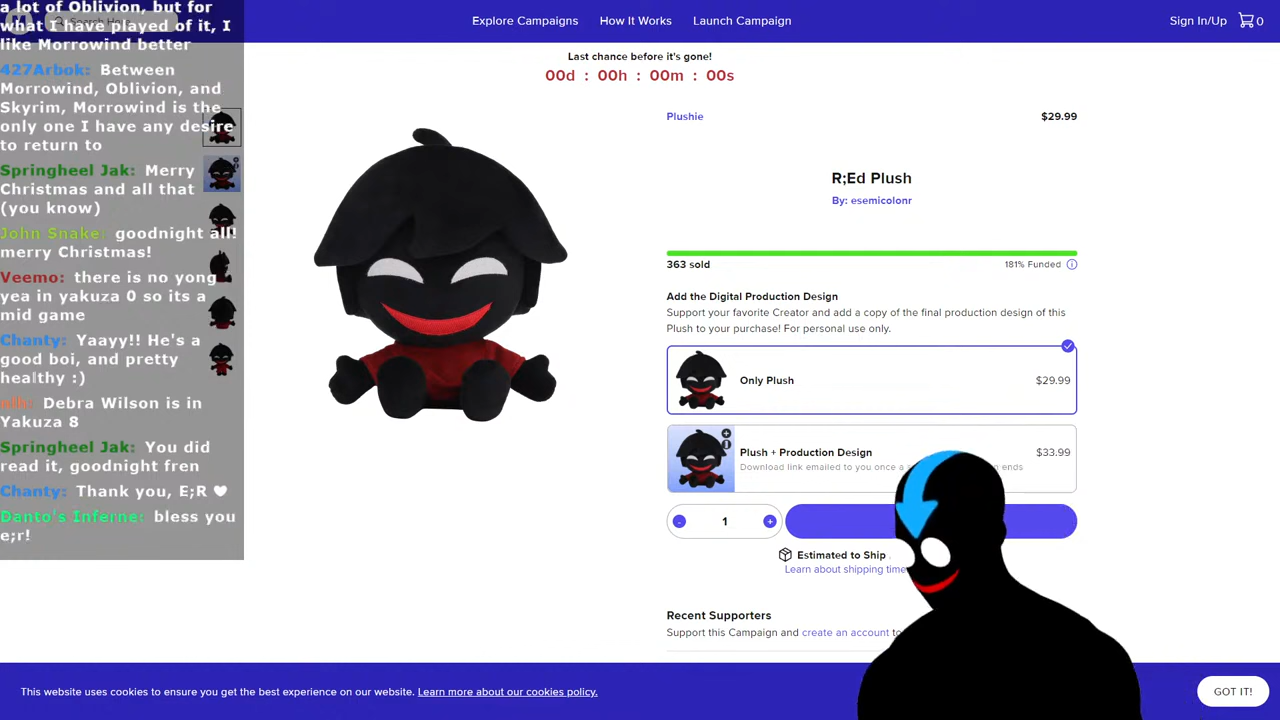 a lot of Oblivion, but for
what I have played of it, I
like Morrowind better
427Arbok: Between
Morrowind, Oblivion, and
Skyrim, Morrowind is the
only one I have any desire
to return to
Springheel Jak: Merry
Christmas and all that
(you know)
John Snake: goodnight all!
merry Christmas!
Veemo: there is no yong
yea in yakuza 0 so its a
mid game
Chanty: Yaayy!! He's a
good boi, and pretty
healthy :)
Debra Wilson is in
Yakuza 8
Springheel Jak: You did
read it, goodnight fren
Chanty: Thank you, E;R
Danto's Inferne: bless you
e;r!
Search Here
Explore Campaigns
How It Works
Launch Campaign
Sign In/Up
0
Last chance before it's gone!
00d : 00h : 00m : 00s
Plushie
$29.99
R;Ed Plush
By: esemicolonr
363 sold
181% Funded
Add the Digital Production Design
Support your favorite Creator and add a copy of the final production design of this
Plush to your purchase! For personal use only.
Only Plush
$29.99
Plush + Production Design
$33.99
Download link emailed to you once a ends
- 1 +
Estimated to Ship
Learn about shipping time
Recent Supporters
Support this Campaign and create an account to
This website uses cookies to ensure you get the best experience on our website. Learn more about our cookies policy.
GOT IT!